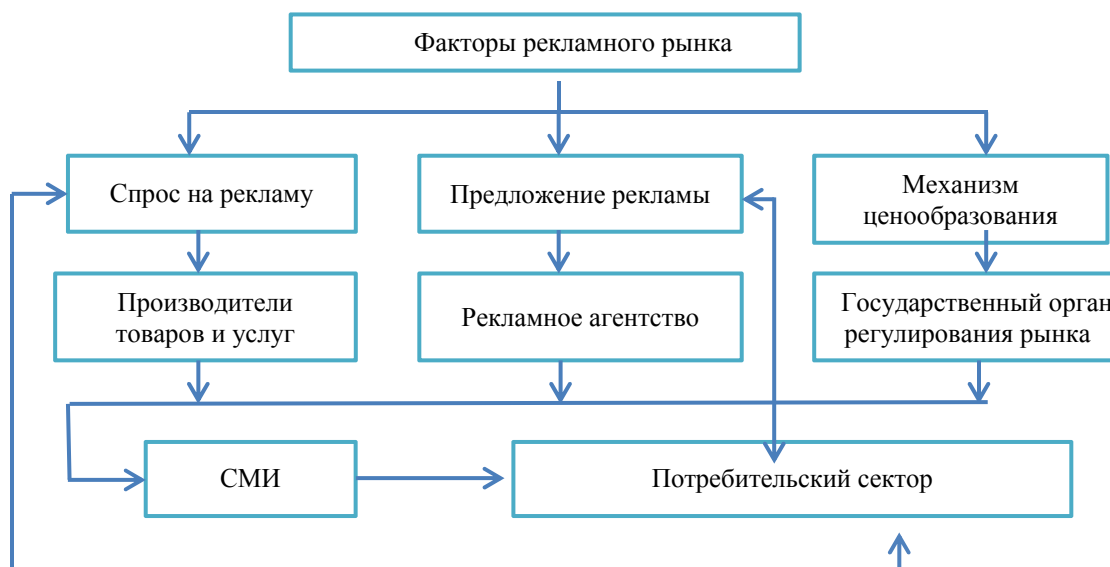 Факторы рекламного рынка
Спрос на рекламу
Предложение рекламы
Механизм
ценообразования
Производители
товаров и услуг
Рекламное агентство
Государственный орган
регулирования рынка
СМИ
Потребительский сектор